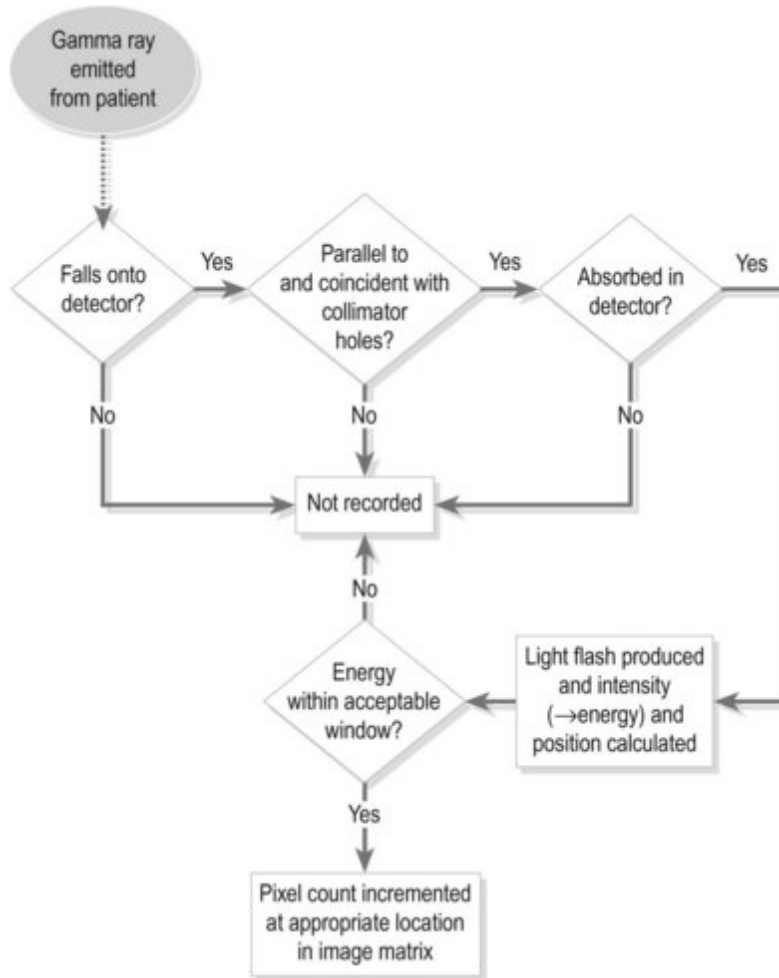 Gamma ray
emitted
from patient
Falls onto
detector?
Yes
Parallel to
and coincident with
collimator
holes?
Yes
Absorbed in
detector?
Yes
No
No
No
Not recorded
No
Energy
within acceptable
window?
Light flash produced
and intensity
(→energy) and
position calculated
Yes
Pixel count incremented
at appropriate location
in image matrix